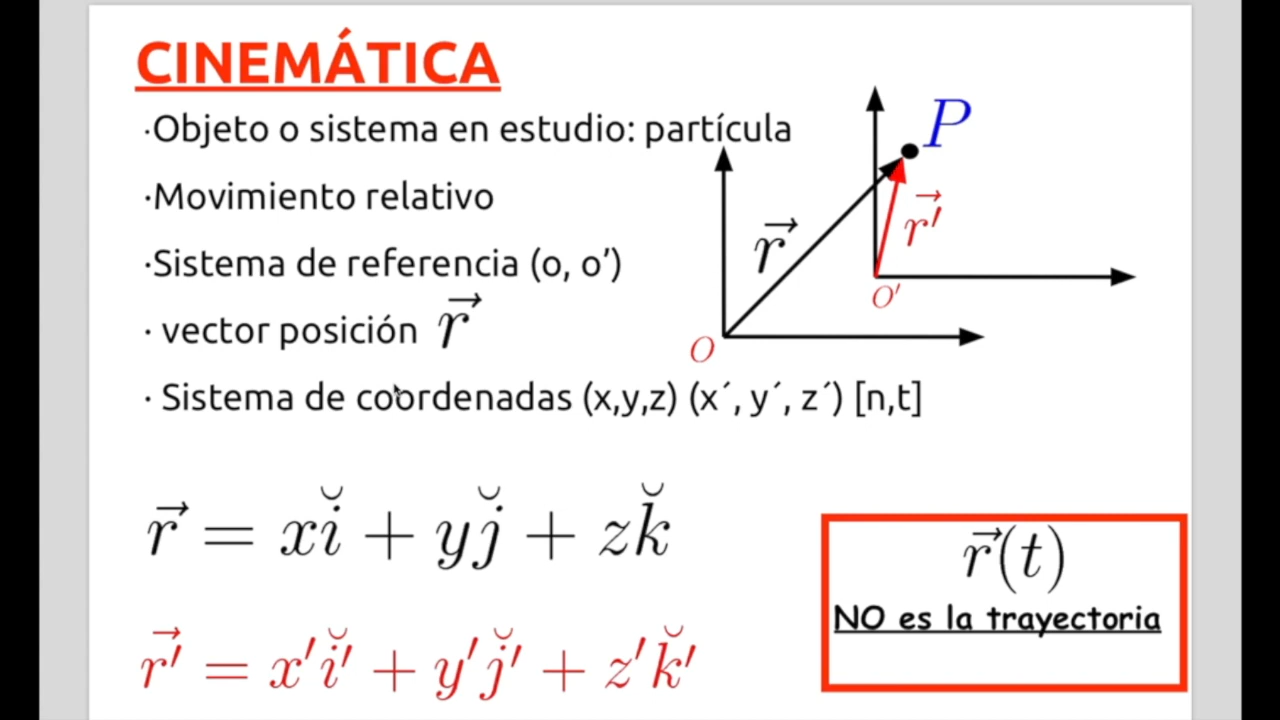 CINEMÁTICA
·Objeto o sistema en estudio: partícula
·Movimiento relativo
·Sistema de referencia (o, o’)
· vector posición r⃗
· Sistema de coordenadas (x,y,z) (x´, y´, z´) [n,t]
P
r⃗
r⃗′
O′
O
r⃗ = xĭ + yj̆ + zk̆
r⃗′ = x′ĭ′ + y′j̆′ + z′k̆′
r⃗(t)
NO es la trayectoria